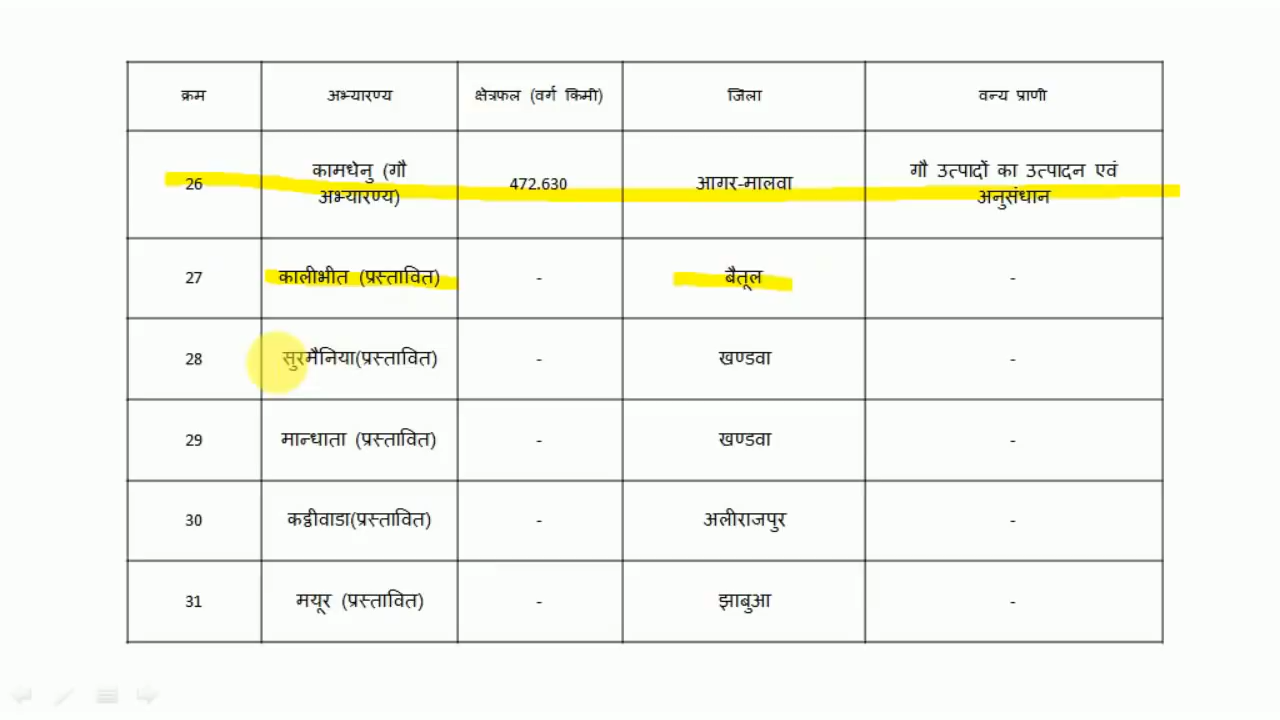 क्रम अभ्यारण्य क्षेत्रफल (वर्ग किमी) जिला वन्य प्राणी
26 कामधेनु (गौ अभ्यारण्य) 472.630 आगर-मालवा गौ उत्पादों का उत्पादन एवं अनुसंधान
27 कालीभीत (प्रस्तावित) - बैतूल -
28 सुरमैनिया(प्रस्तावित) - खण्डवा -
29 मान्धाता (प्रस्तावित) - खण्डवा -
30 कट्ठीवाडा(प्रस्तावित) - अलीराजपुर -
31 मयूर (प्रस्तावित) - झाबुआ -